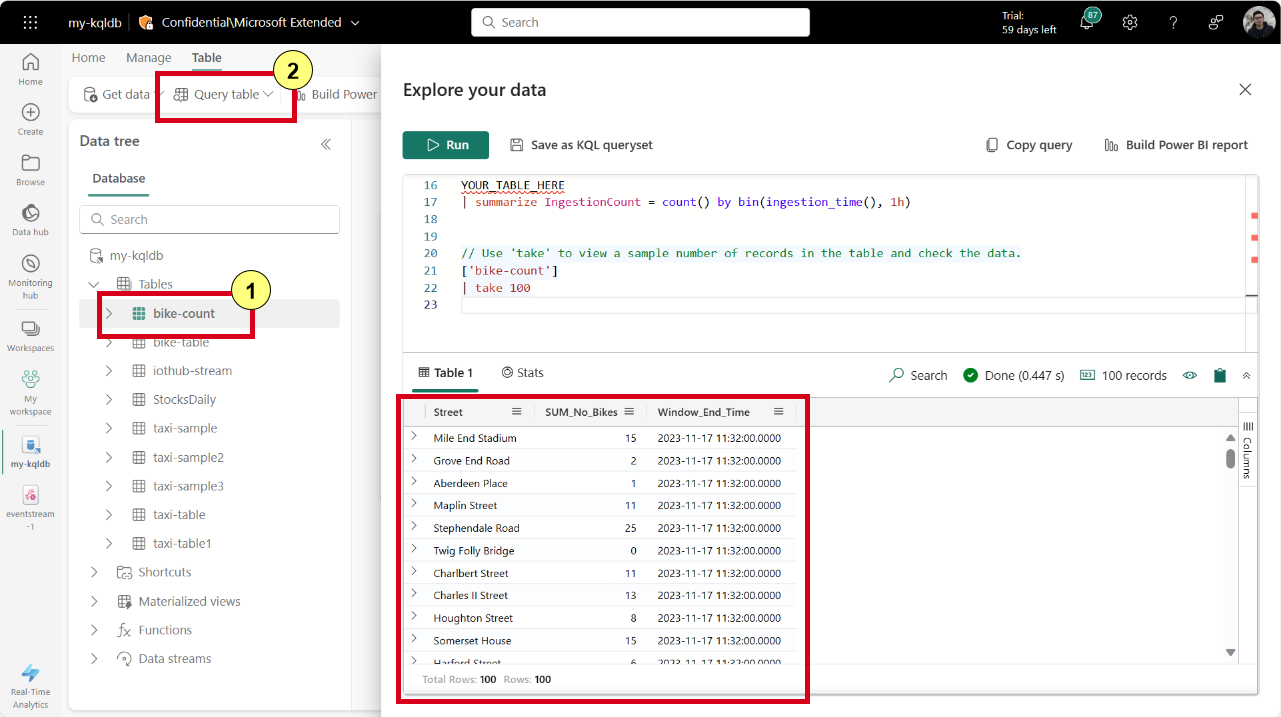 my-kqldb
Confidential\Microsoft Extended
Search
Trial:
59 days left
87
Home
Create
Browse
Data hub
Monitoring
hub
Workspaces
My
workspace
my-kqldb
eventstream
-1
Real-Time
Analytics
Home Manage Table
2
Get data Query table Build Power
Data tree
Database
Search
my-kqldb
Tables
1
bike-count
bike-table
iothub-stream
StocksDaily
taxi-sample
taxi-sample2
taxi-sample3
taxi-table
taxi-table1
Shortcuts
Materialized views
Functions
Data streams
Explore your data
Run Save as KQL queryset Copy query Build Power BI report
16 YOUR_TABLE_HERE
17 | summarize IngestionCount = count() by bin(ingestion_time(), 1h)
18
19
20 // Use 'take' to view a sample number of records in the table and check the data.
21 ['bike-count']
22 | take 100
23
Table 1 Stats Search Done (0.447 s) 123 100 records
Street SUM_No_Bikes Window_End_Time
Mile End Stadium 15 2023-11-17 11:32:00.0000
Grove End Road 2 2023-11-17 11:32:00.0000
Aberdeen Place 1 2023-11-17 11:32:00.0000
Maplin Street 11 2023-11-17 11:32:00.0000
Stephendale Road 25 2023-11-17 11:32:00.0000
Twig Folly Bridge 0 2023-11-17 11:32:00.0000
Charlbert Street 11 2023-11-17 11:32:00.0000
Charles II Street 13 2023-11-17 11:32:00.0000
Houghton Street 8 2023-11-17 11:32:00.0000
Somerset House 15 2023-11-17 11:32:00.0000
Harford Street 6 2023-11-17 11:32:00.0000
Columns
Total Rows: 100 Rows: 100